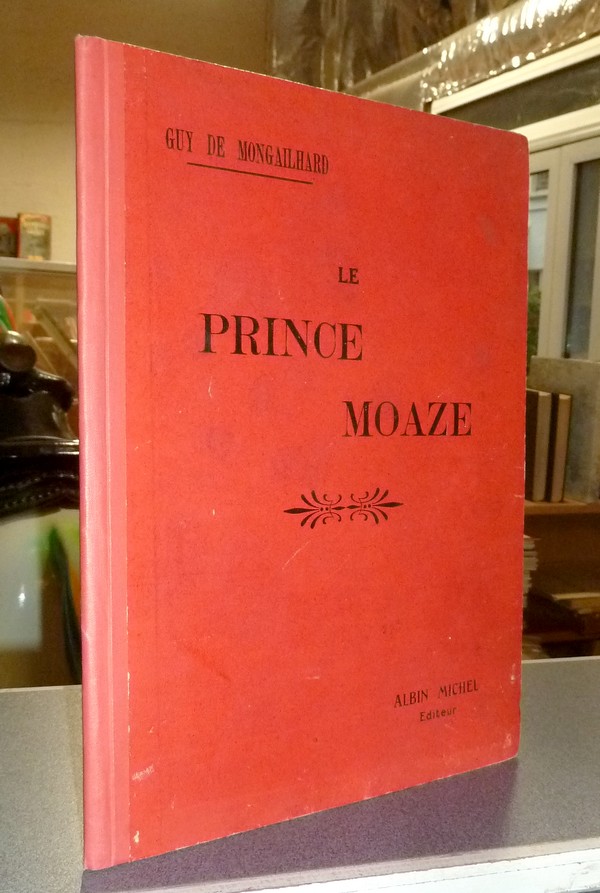 GUY DE MONGAILHARD
LE
PRINCE
MOAZE
ALBIN MICHEL
Editeur